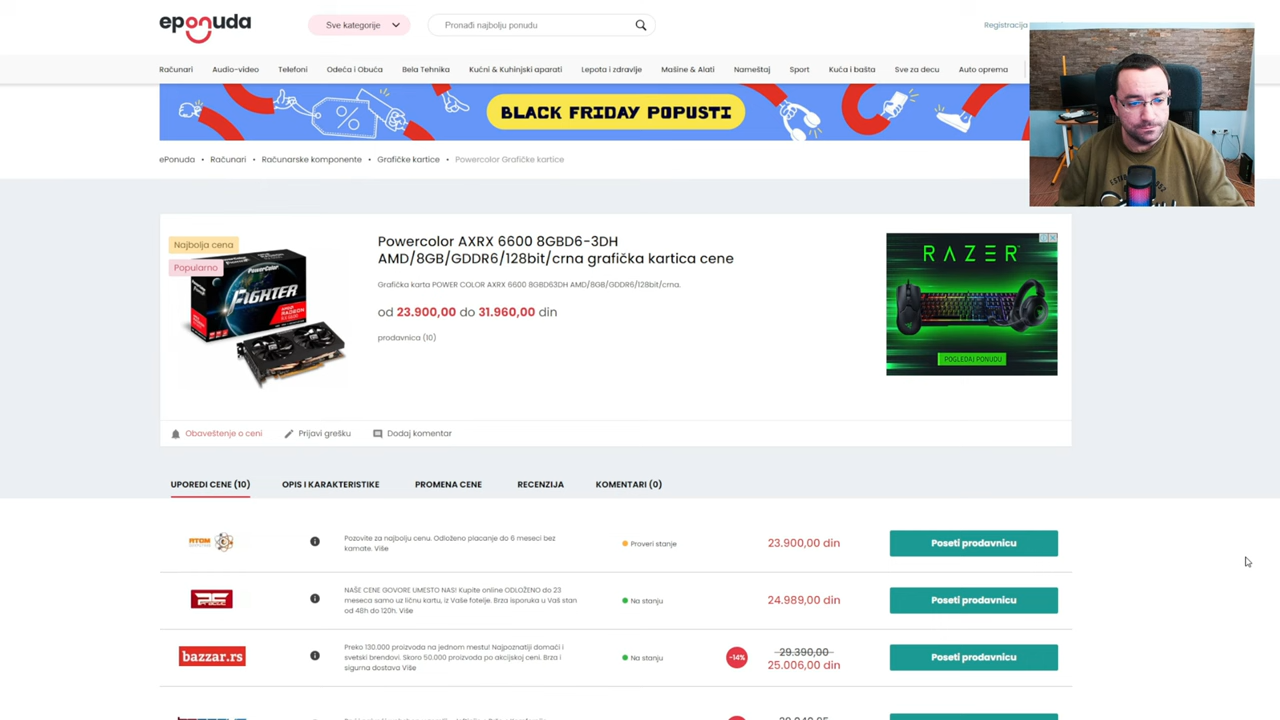 eponuda
Sve kategorije
Pronađi najbolju ponudu
Registracija
Računari Audio-video Telefoni Odeća i Obuća Bela Tehnika Kućni & Kuhinjski aparati Lepota i zdravlje Mašine & Alati Nameštaj Sport Kuća i bašta Sve za decu Auto oprema
BLACK FRIDAY POPUSTI
ePonuda • Računari • Računarske komponente • Grafičke kartice • Powercolor Grafičke kartice
Najbolja cena
Popularno
PowerColor
FIGHTER
Powercolor AXRX 6600 8GBD6-3DH
AMD/8GB/GDDR6/128bit/crna grafička kartica cene
Grafička karta POWER COLOR AXRX 6600 8GBD63DH AMD/8GB/GDDR6/128bit/crna.
od 23.900,00 do 31.960,00 din
prodavnica (10)
RAZER
POGLEDAJ PONUDU
Obaveštenje o ceni Prijavi grešku Dodaj komentar
UPOREDI CENE (10) OPIS I KARAKTERISTIKE PROMENA CENE RECENZIJA KOMENTARI (0)
ATOM
Pozovite za najbolju cenu. Odloženo placanje do 6 meseci bez
kamate. Više
Proveri stanje
23.900,00 din
Poseti prodavnicu
NAŠE CENE GOVORE UMESTO NAS! Kupite online ODLOŽENO do 23
meseca samo uz ličnu kartu, iz Vaše fotelje. Brza isporuka u Vaš stan
od 48h do 120h. Više
Na stanju
24.989,00 din
Poseti prodavnicu
bazzar.rs
Preko 130.000 proizvoda na jednom mestu! Najpoznatiji domaći i
svetski brendovi. Skoro 50.000 proizvoda po akcijskoj ceni. Brza i
sigurna dostava Više
Na stanju
-14%
29.390,00
25.006,00 din
Poseti prodavnicu